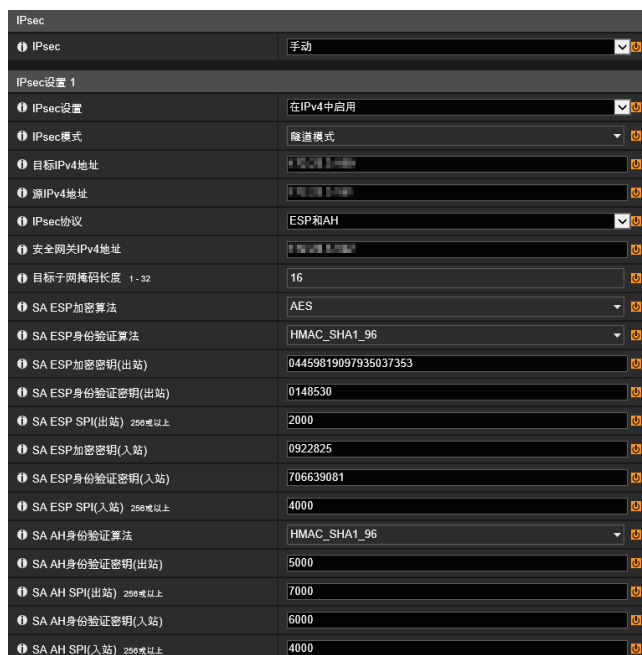 IPsec
IPsec 手动
IPsec设置 1
IPsec设置 在IPv4中启用
IPsec模式 隧道模式
目标IPv4地址
源IPv4地址
IPsec协议 ESP和AH
安全网关IPv4地址
目标子网掩码长度 1 - 32 16
SA ESP加密算法 AES
SA ESP身份验证算法 HMAC_SHA1_96
SA ESP加密密钥(出站) 04459819097935037353
SA ESP身份验证密钥(出站) 0148530
SA ESP SPI(出站) 256或以上 2000
SA ESP加密密钥(入站) 0922825
SA ESP身份验证密钥(入站) 706639081
SA ESP SPI(入站) 256或以上 4000
SA AH身份验证算法 HMAC_SHA1_96
SA AH身份验证密钥(出站) 5000
SA AH SPI(出站) 256或以上 7000
SA AH身份验证密钥(入站) 6000
SA AH SPI(入站) 256或以上 4000